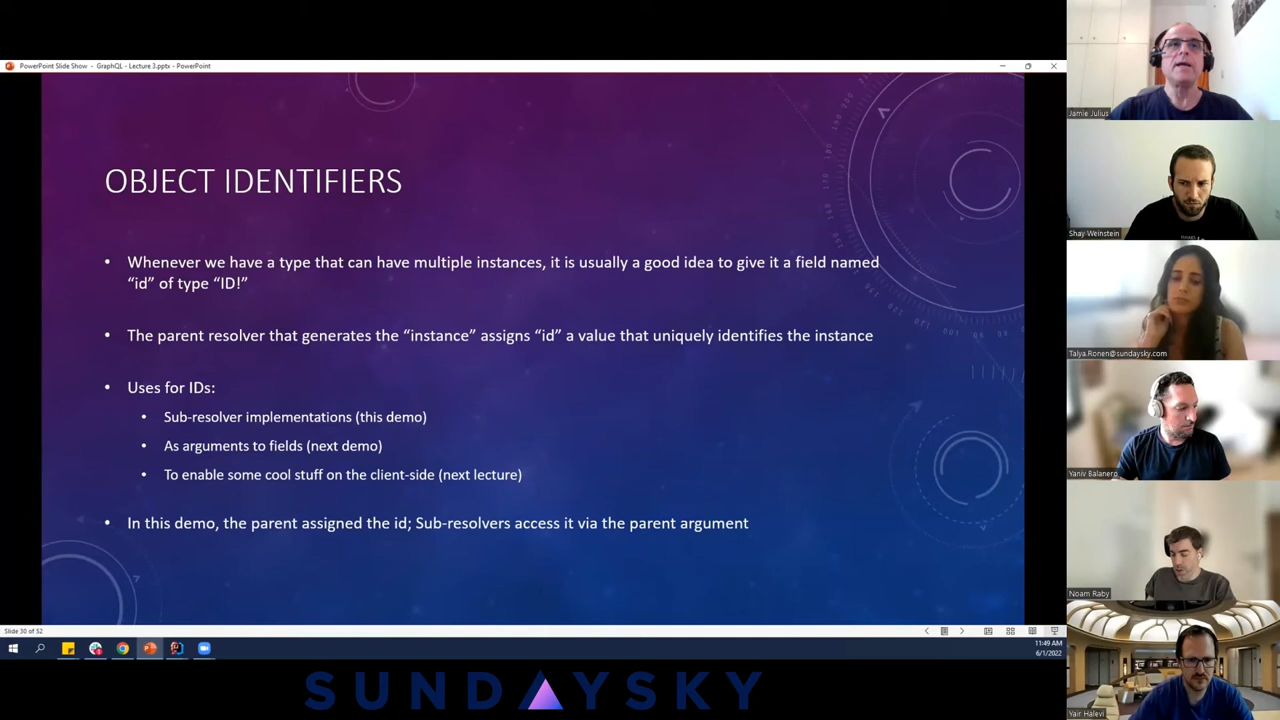 PowerPoint Slide Show - GraphQL - Lecture 3.pptx - PowerPoint
OBJECT IDENTIFIERS
• Whenever we have a type that can have multiple instances, it is usually a good idea to give it a field named
“id” of type “ID!”
• The parent resolver that generates the “instance” assigns “id” a value that uniquely identifies the instance
• Uses for IDs:
• Sub-resolver implementations (this demo)
• As arguments to fields (next demo)
• To enable some cool stuff on the client-side (next lecture)
• In this demo, the parent assigned the id; Sub-resolvers access it via the parent argument
Slide 30 of 52
11:49 AM
6/1/2022
SUNDAYSKY
Jamie Julius
Shay Weinstein
Talya.Ronen@sundaysky.com
Yaniv Balanero
Noam Raby
Yair Halevi